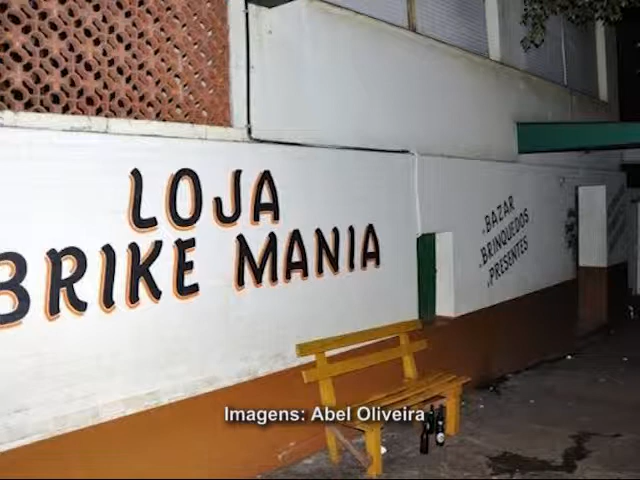 LOJA
BRIKE MANIA
.BAZAR
.BRINQUEDOS
.PRESENTES
Imagens: Abel Oliveira